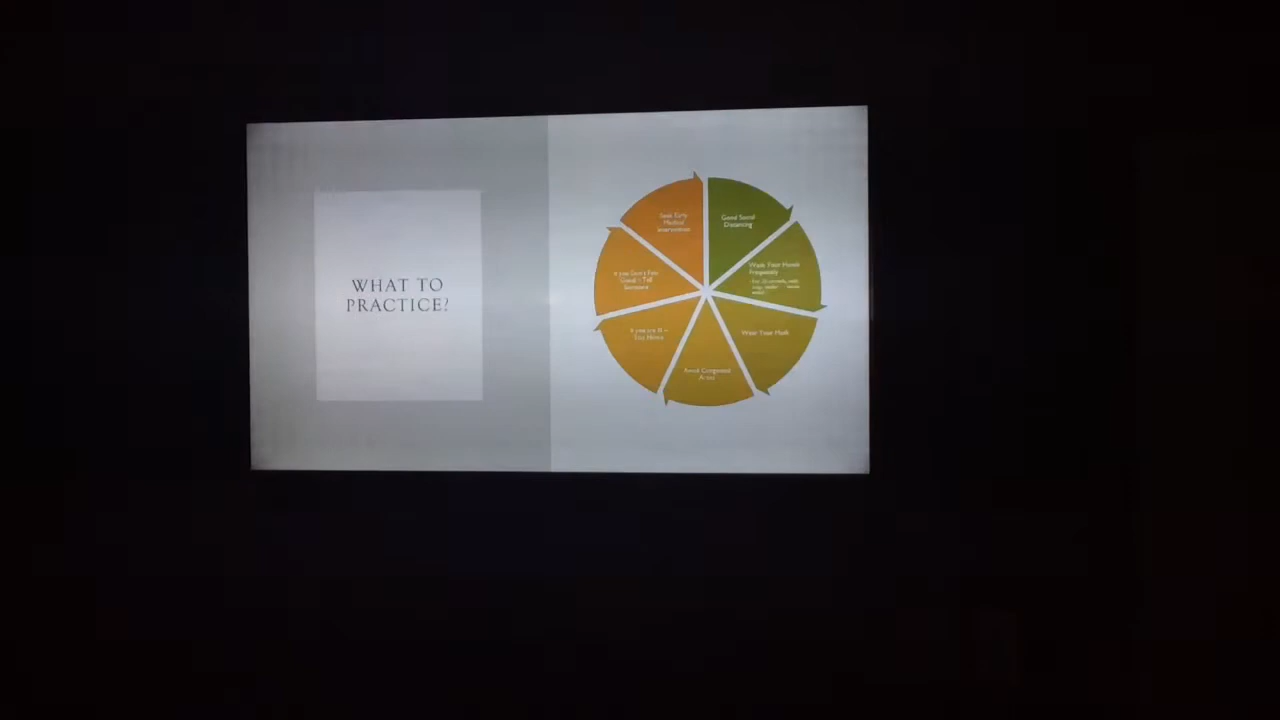 WHAT TO
PRACTICE?
Good Social
Distancing
Wash Your Hands
Frequently
Wear Your Mask
Avoid Congested
Areas
If you are Ill –
Stay Home
If you Don't Feel
Good – Tell
Someone
Seek Early
Medical
Intervention